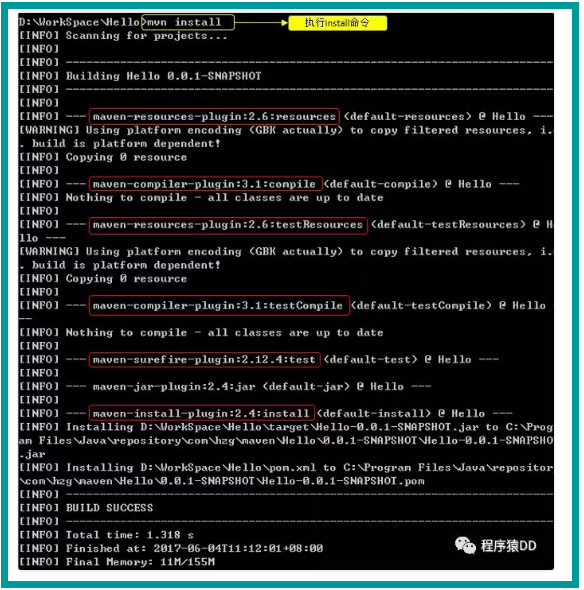 D:\WorkSpace\Hello>mvn install 执行install命令
[INFO] Scanning for projects...
[INFO]
[INFO] ------------------------------------------------------------------------
[INFO] Building Hello 0.0.1-SNAPSHOT
[INFO] ------------------------------------------------------------------------
[INFO]
[INFO] --- maven-resources-plugin:2.6:resources (default-resources) @ Hello ---
[WARNING] Using platform encoding (GBK actually) to copy filtered resources, i.e
. build is platform dependent!
[INFO] Copying 0 resource
[INFO]
[INFO] --- maven-compiler-plugin:3.1:compile (default-compile) @ Hello ---
[INFO] Nothing to compile - all classes are up to date
[INFO]
[INFO] --- maven-resources-plugin:2.6:testResources (default-testResources) @ He
llo ---
[WARNING] Using platform encoding (GBK actually) to copy filtered resources, i.e
. build is platform dependent!
[INFO] Copying 0 resource
[INFO]
[INFO] --- maven-compiler-plugin:3.1:testCompile (default-testCompile) @ Hello
--
[INFO] Nothing to compile - all classes are up to date
[INFO]
[INFO] --- maven-surefire-plugin:2.12.4:test (default-test) @ Hello ---
[INFO]
[INFO] --- maven-jar-plugin:2.4:jar (default-jar) @ Hello ---
[INFO]
[INFO] --- maven-install-plugin:2.4:install (default-install) @ Hello ---
[INFO] Installing D:\WorkSpace\Hello\target\Hello-0.0.1-SNAPSHOT.jar to C:\Progr
am Files\Java\repository\com\hzg\maven\Hello\0.0.1-SNAPSHOT\Hello-0.0.1-SNAPSHOT
.jar
[INFO] Installing D:\WorkSpace\Hello\pom.xml to C:\Program Files\Java\repository
\com\hzg\maven\Hello\0.0.1-SNAPSHOT\Hello-0.0.1-SNAPSHOT.pom
[INFO] ------------------------------------------------------------------------
[INFO] BUILD SUCCESS
[INFO] ------------------------------------------------------------------------
[INFO] Total time: 1.318 s
[INFO] Finished at: 2017-06-04T11:12:01+08:00
[INFO] Final Memory: 11M/155M
程序猿DD